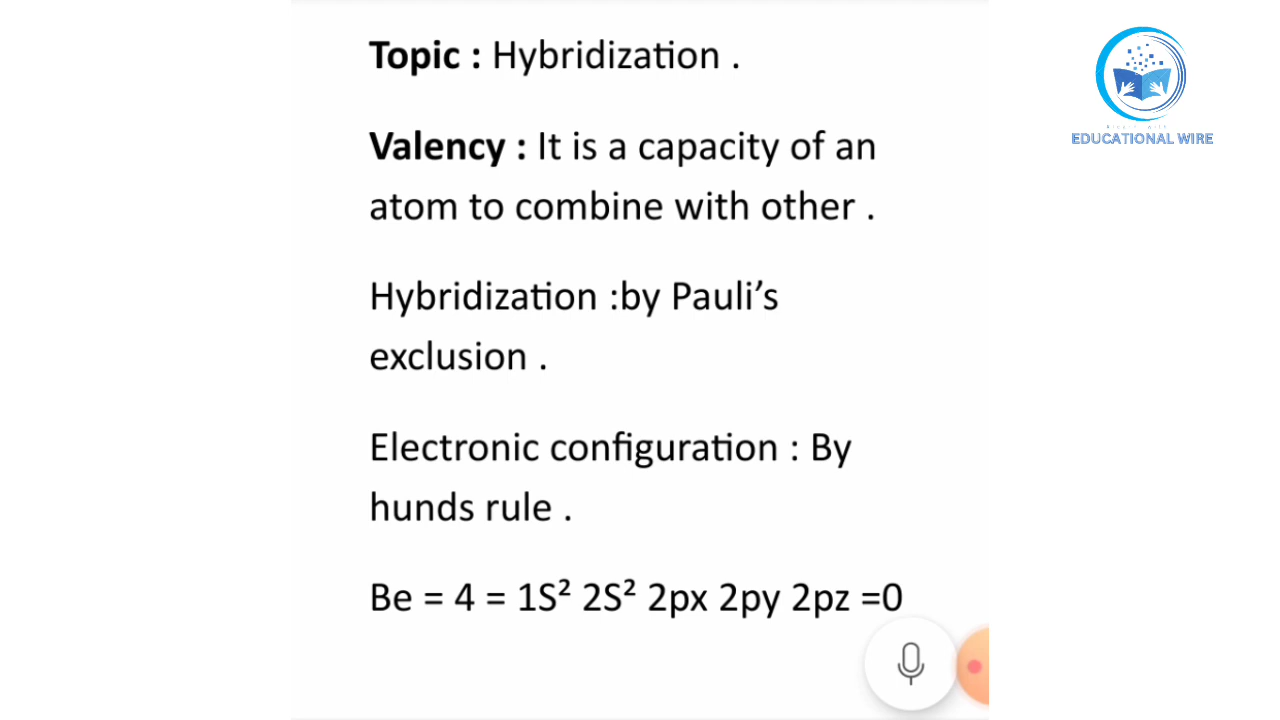 Topic : Hybridization .
EDUCATIONAL WIRE
Valency : It is a capacity of an
atom to combine with other .
Hybridization :by Pauli’s
exclusion .
Electronic configuration : By
hunds rule .
Be = 4 = 1S² 2S² 2px 2py 2pz =0